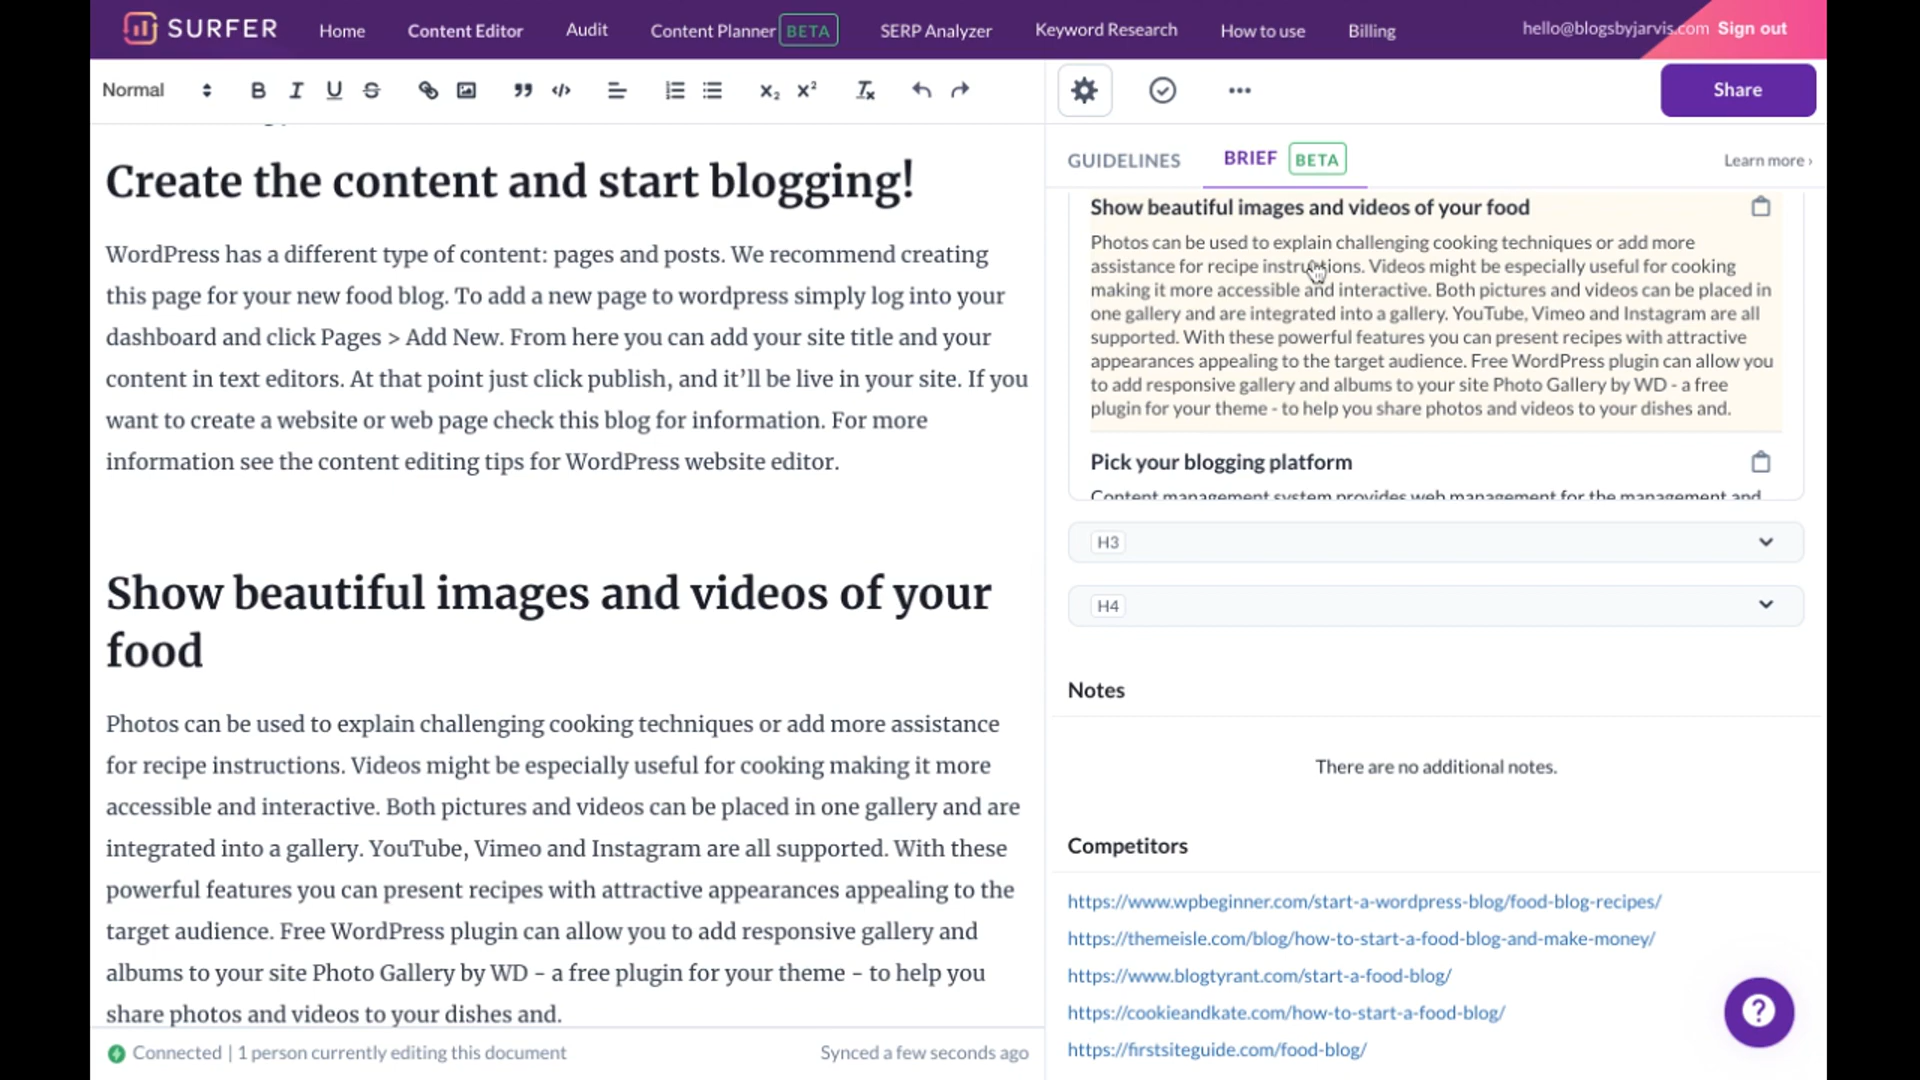 SURFER Home Content Editor Audit Content Planner BETA SERP Analyzer Keyword Research How to use Billing hello@blogsbyjarvis.com Sign out
Normal B I U S X₂ X² Tx Share
Create the content and start blogging!
WordPress has a different type of content: pages and posts. We recommend creating
this page for your new food blog. To add a new page to wordpress simply log into your
dashboard and click Pages > Add New. From here you can add your site title and your
content in text editors. At that point just click publish, and it’ll be live in your site. If you
want to create a website or web page check this blog for information. For more
information see the content editing tips for WordPress website editor.
Show beautiful images and videos of your
food
Photos can be used to explain challenging cooking techniques or add more assistance
for recipe instructions. Videos might be especially useful for cooking making it more
accessible and interactive. Both pictures and videos can be placed in one gallery and are
integrated into a gallery. YouTube, Vimeo and Instagram are all supported. With these
powerful features you can present recipes with attractive appearances appealing to the
target audience. Free WordPress plugin can allow you to add responsive gallery and
albums to your site Photo Gallery by WD - a free plugin for your theme - to help you
share photos and videos to your dishes and.
Connected | 1 person currently editing this document Synced a few seconds ago
GUIDELINES BRIEF BETA Learn more ›
Show beautiful images and videos of your food
Photos can be used to explain challenging cooking techniques or add more
assistance for recipe instructions. Videos might be especially useful for cooking
making it more accessible and interactive. Both pictures and videos can be placed in
one gallery and are integrated into a gallery. YouTube, Vimeo and Instagram are all
supported. With these powerful features you can present recipes with attractive
appearances appealing to the target audience. Free WordPress plugin can allow you
to add responsive gallery and albums to your site Photo Gallery by WD - a free
plugin for your theme - to help you share photos and videos to your dishes and.
Pick your blogging platform
Content management system provides web management for the management and
H3
H4
Notes
There are no additional notes.
Competitors
https://www.wpbeginner.com/start-a-wordpress-blog/food-blog-recipes/
https://themeisle.com/blog/how-to-start-a-food-blog-and-make-money/
https://www.blogtyrant.com/start-a-food-blog/
https://cookieandkate.com/how-to-start-a-food-blog/
https://firstsiteguide.com/food-blog/
?